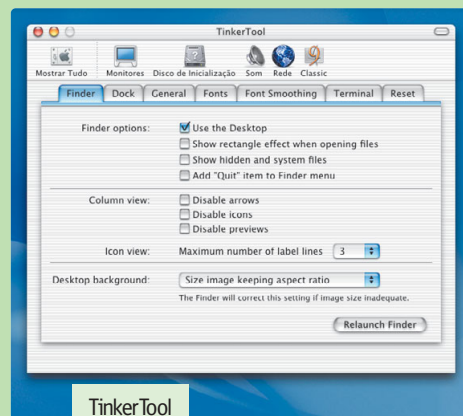 TinkerTool
Mostrar Tudo Monitores Disco de Inicialização Som Rede Classic
Finder Dock General Fonts Font Smoothing Terminal Reset
Finder options: Use the Desktop
Show rectangle effect when opening files
Show hidden and system files
Add "Quit" item to Finder menu
Column view: Disable arrows
Disable icons
Disable previews
Icon view: Maximum number of label lines 3
Desktop background: Size image keeping aspect ratio
The Finder will correct this setting if image size inadequate.
Relaunch Finder
TinkerTool